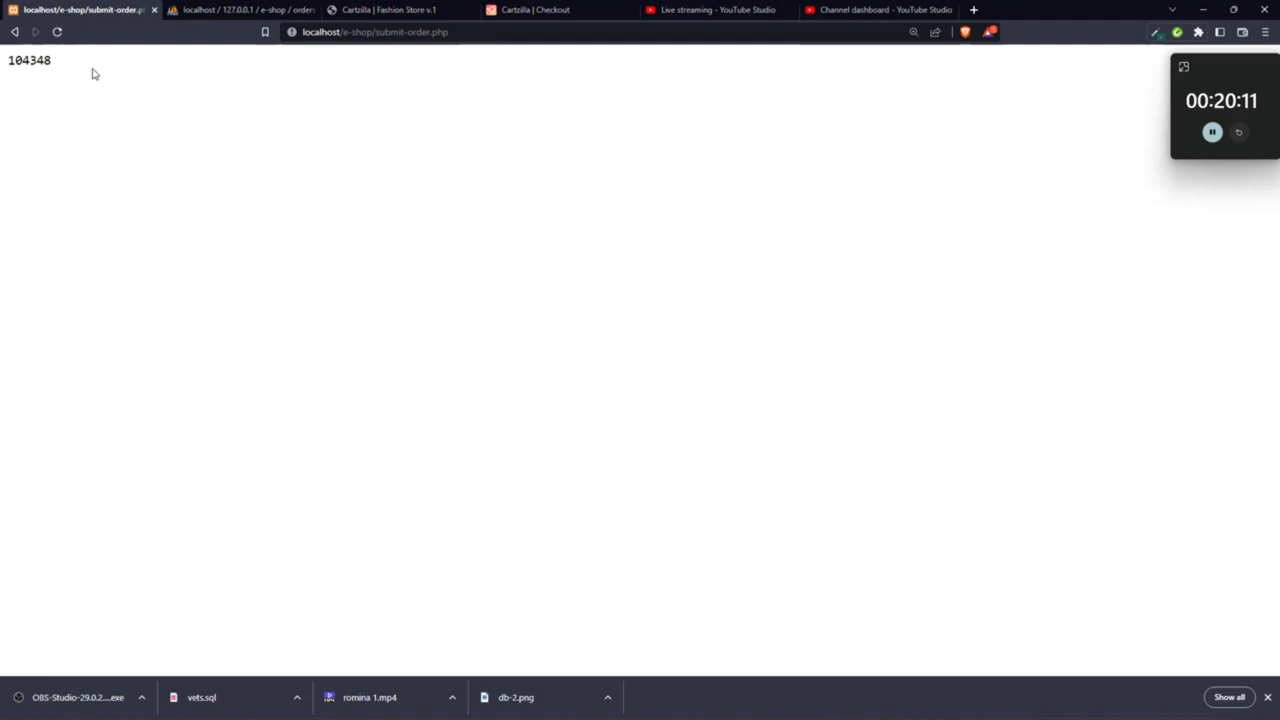 localhost/e-shop/submit-order.p
localhost / 127.0.0.1 / e-shop / orders
Cartzilla | Fashion Store v.1
Cartzilla | Checkout
Live streaming - YouTube Studio
Channel dashboard - YouTube Studio
localhost/e-shop/submit-order.php
104348
00:20:11
OBS-Studio-29.0.2....exe
vets.sql
romina 1.mp4
db-2.png
Show all